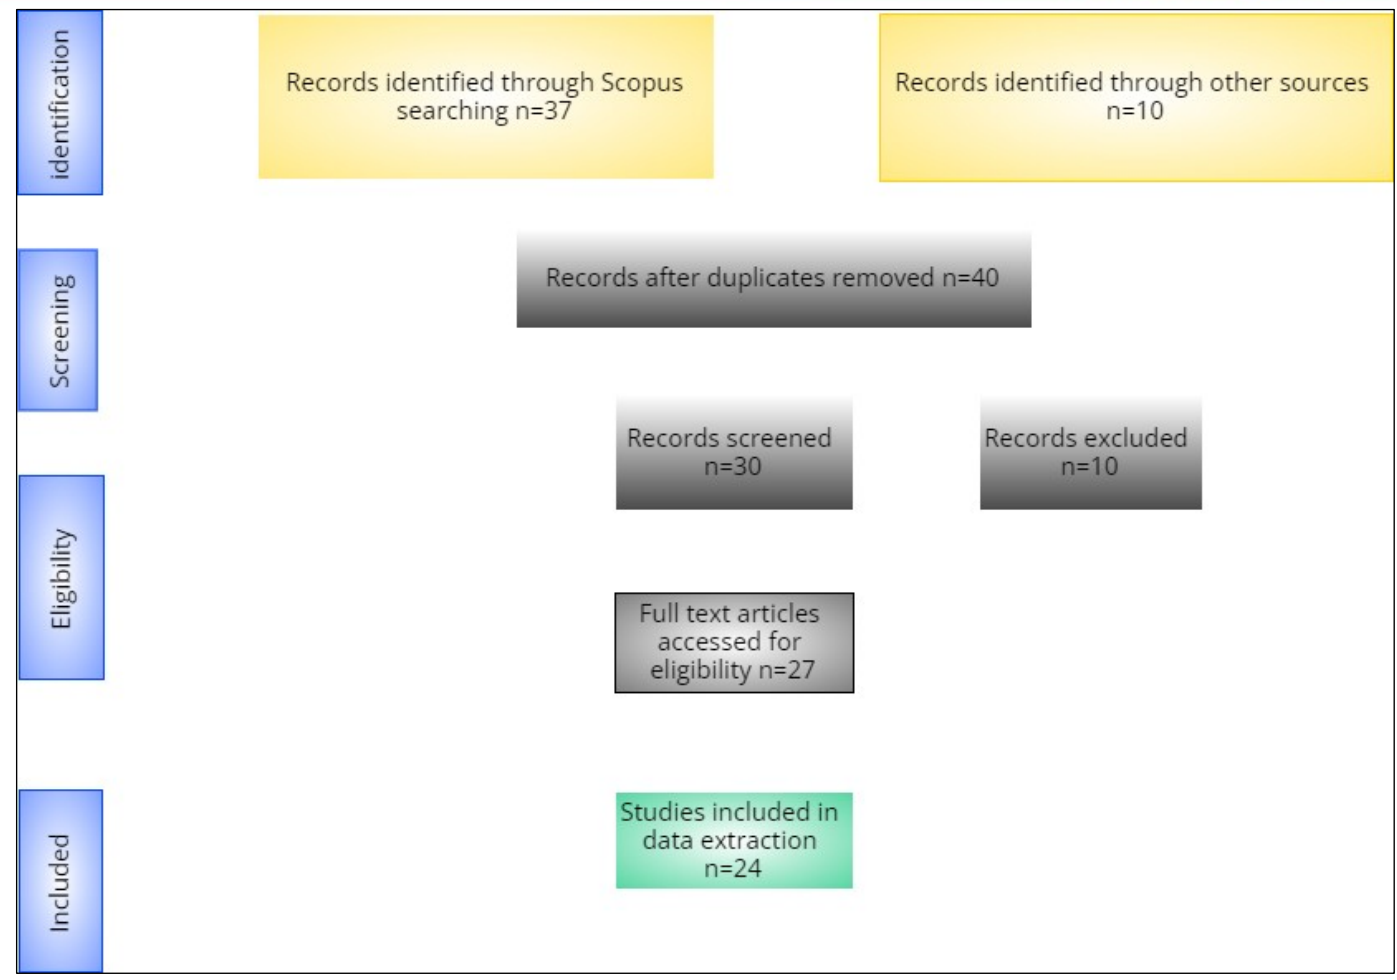 identification
Records identified through Scopus
searching n=37
Records identified through other sources
n=10
Screening
Records after duplicates removed n=40
Records screened
n=30
Records excluded
n=10
Eligibility
Full text articles
accessed for
eligibility n=27
Included
Studies included in
data extraction
n=24